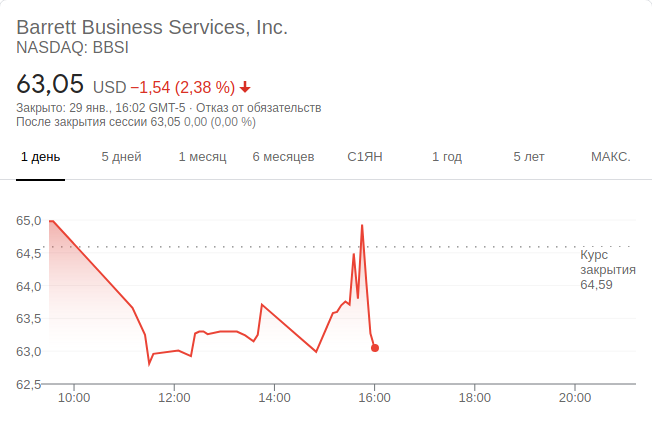 Barrett Business Services, Inc.
NASDAQ: BBSI
63,05 USD −1,54 (2,38 %)
Закрыто: 29 янв., 16:02 GMT-5 · Отказ от обязательств
После закрытия сессии 63,05 0,00 (0,00 %)
1 день 5 дней 1 месяц 6 месяцев С1ЯН 1 год 5 лет МАКС.
65,0
64,5
Курс
закрытия
64,59
64,0
63,5
63,0
62,5
10:00 12:00 14:00 16:00 18:00 20:00